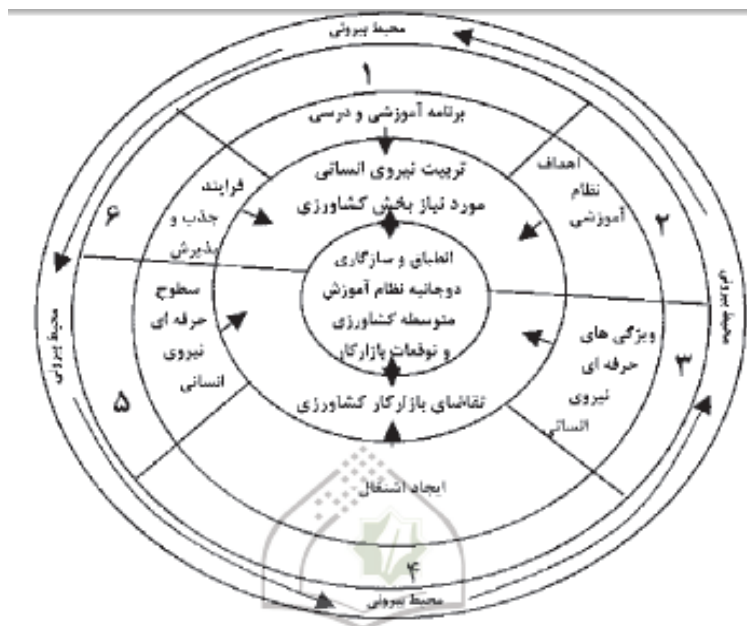 محیط بیرونی
۱
برنامه آموزشی و درسی
تربیت نیروی انسانی
مورد نیاز بخش کشاورزی
اهداف
نظام
آموزشی
۲
محیط بیرونی
ویژگی های
حرفه ای
نیروی
انسانی
۳
انطباق و سازگاری
دوجانبه نظام آموزش
متوسطه کشاورزی
و توقعات بازارکار
تقاضای بازارکار کشاورزی
ایجاد اشتغال
۴
محیط بیرونی
سطوح
حرفه ای
نیروی
انسانی
۵
محیط بیرونی
فرایند
جذب و
پذیرش
۶